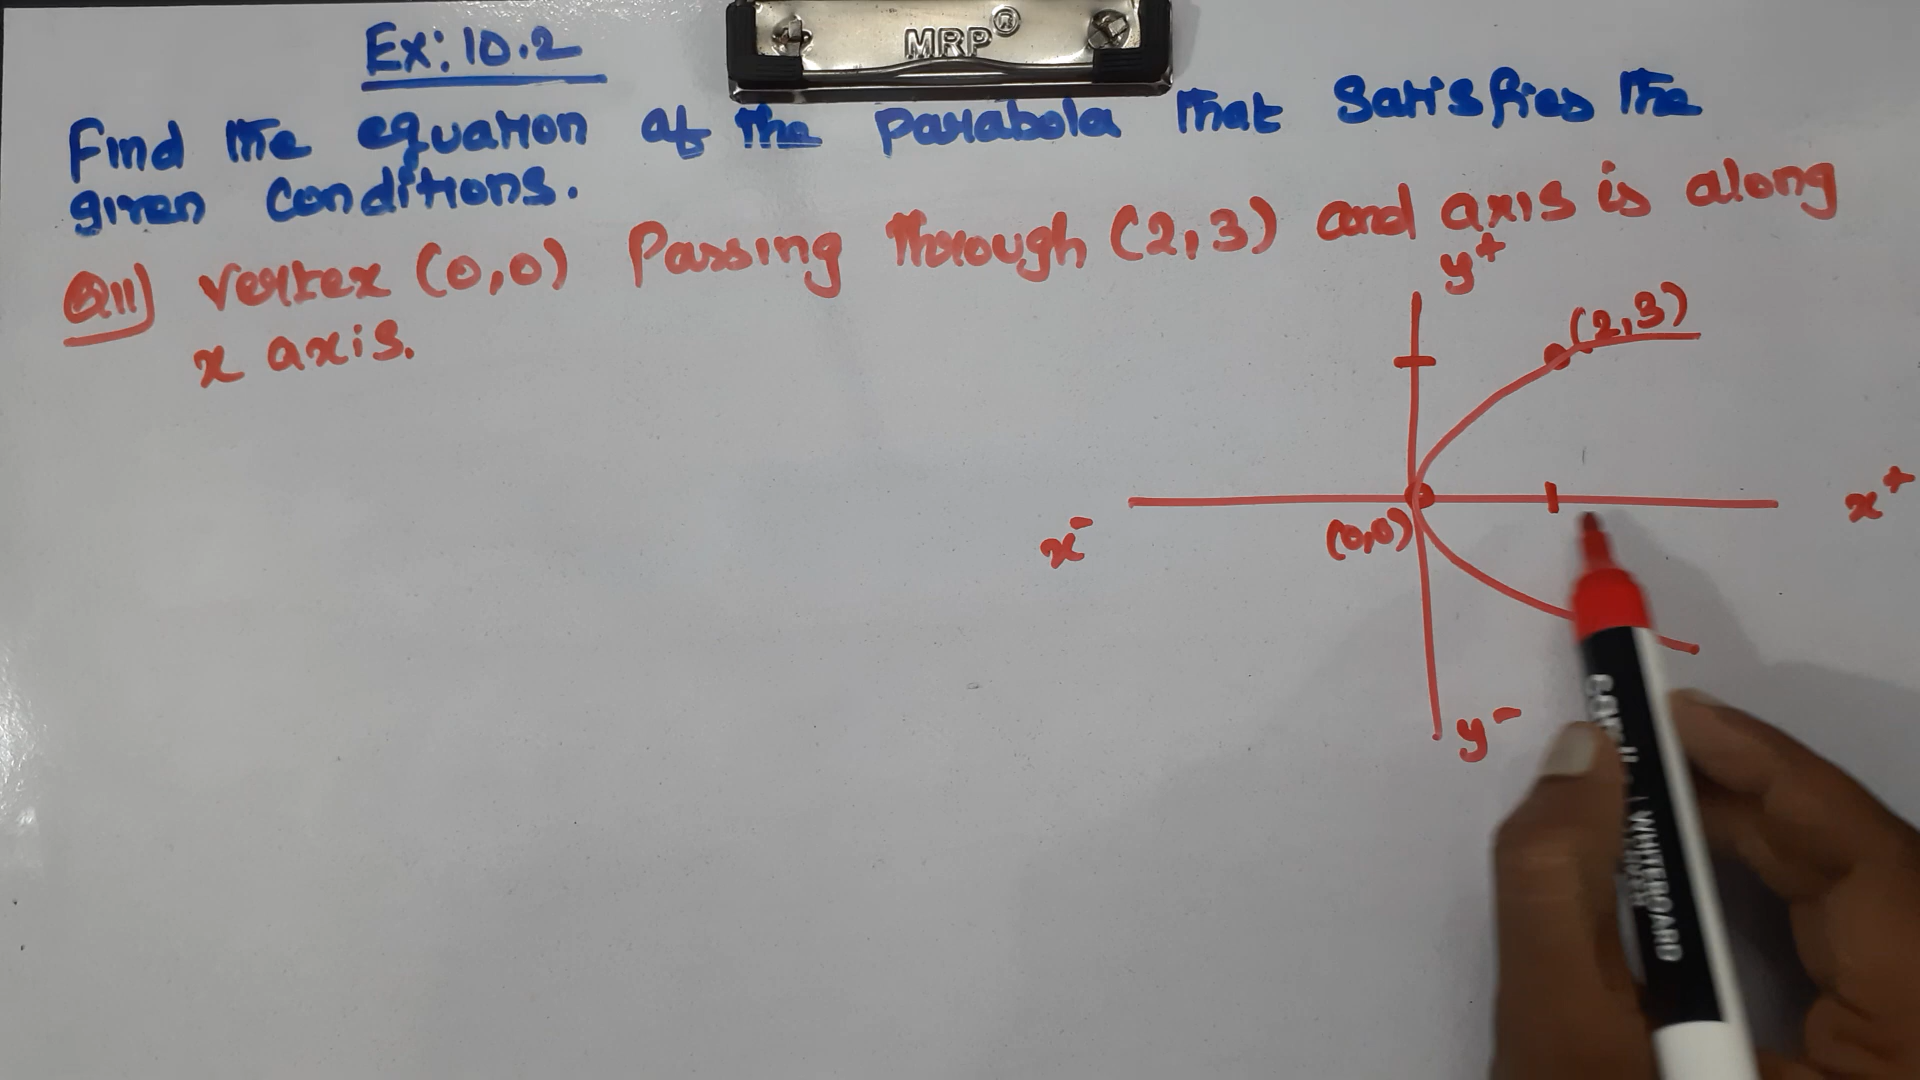 Ex: 10.2
MRP®
Find the equation of the parabola that satisfies the
given conditions.
Q11) vertex (0,0) Passing through (2,3) and axis is along
x axis.
y+
(2,3)
x+
(0,0)
x-
y-
WHITEBOARD